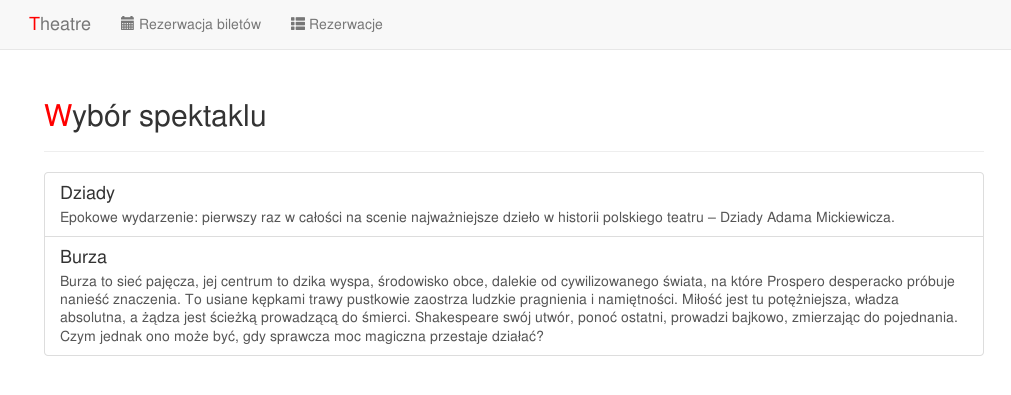 Theatre Rezerwacja biletów Rezerwacje
Wybór spektaklu
Dziady
Epokowe wydarzenie: pierwszy raz w całości na scenie najważniejsze dzieło w historii polskiego teatru – Dziady Adama Mickiewicza.
Burza
Burza to sieć pajęcza, jej centrum to dzika wyspa, środowisko obce, dalekie od cywilizowanego świata, na które Prospero desperacko próbuje
nanieść znaczenia. To usiane kępkami trawy pustkowie zaostrza ludzkie pragnienia i namiętności. Miłość jest tu potężniejsza, władza
absolutna, a żądza jest ścieżką prowadzącą do śmierci. Shakespeare swój utwór, ponoć ostatni, prowadzi bajkowo, zmierzając do pojednania.
Czym jednak ono może być, gdy sprawcza moc magiczna przestaje działać?